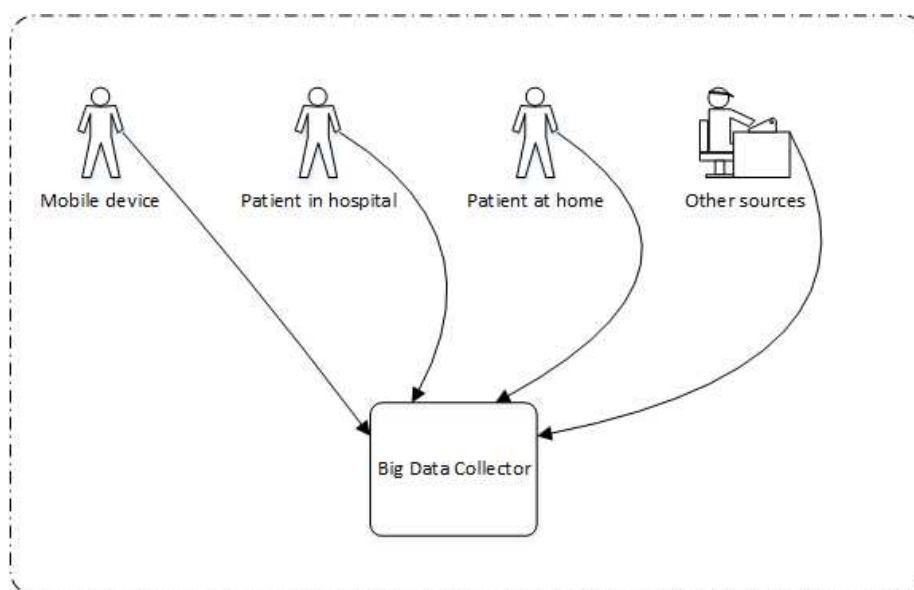 Mobile device
Patient in hospital
Patient at home
Other sources
Big Data Collector